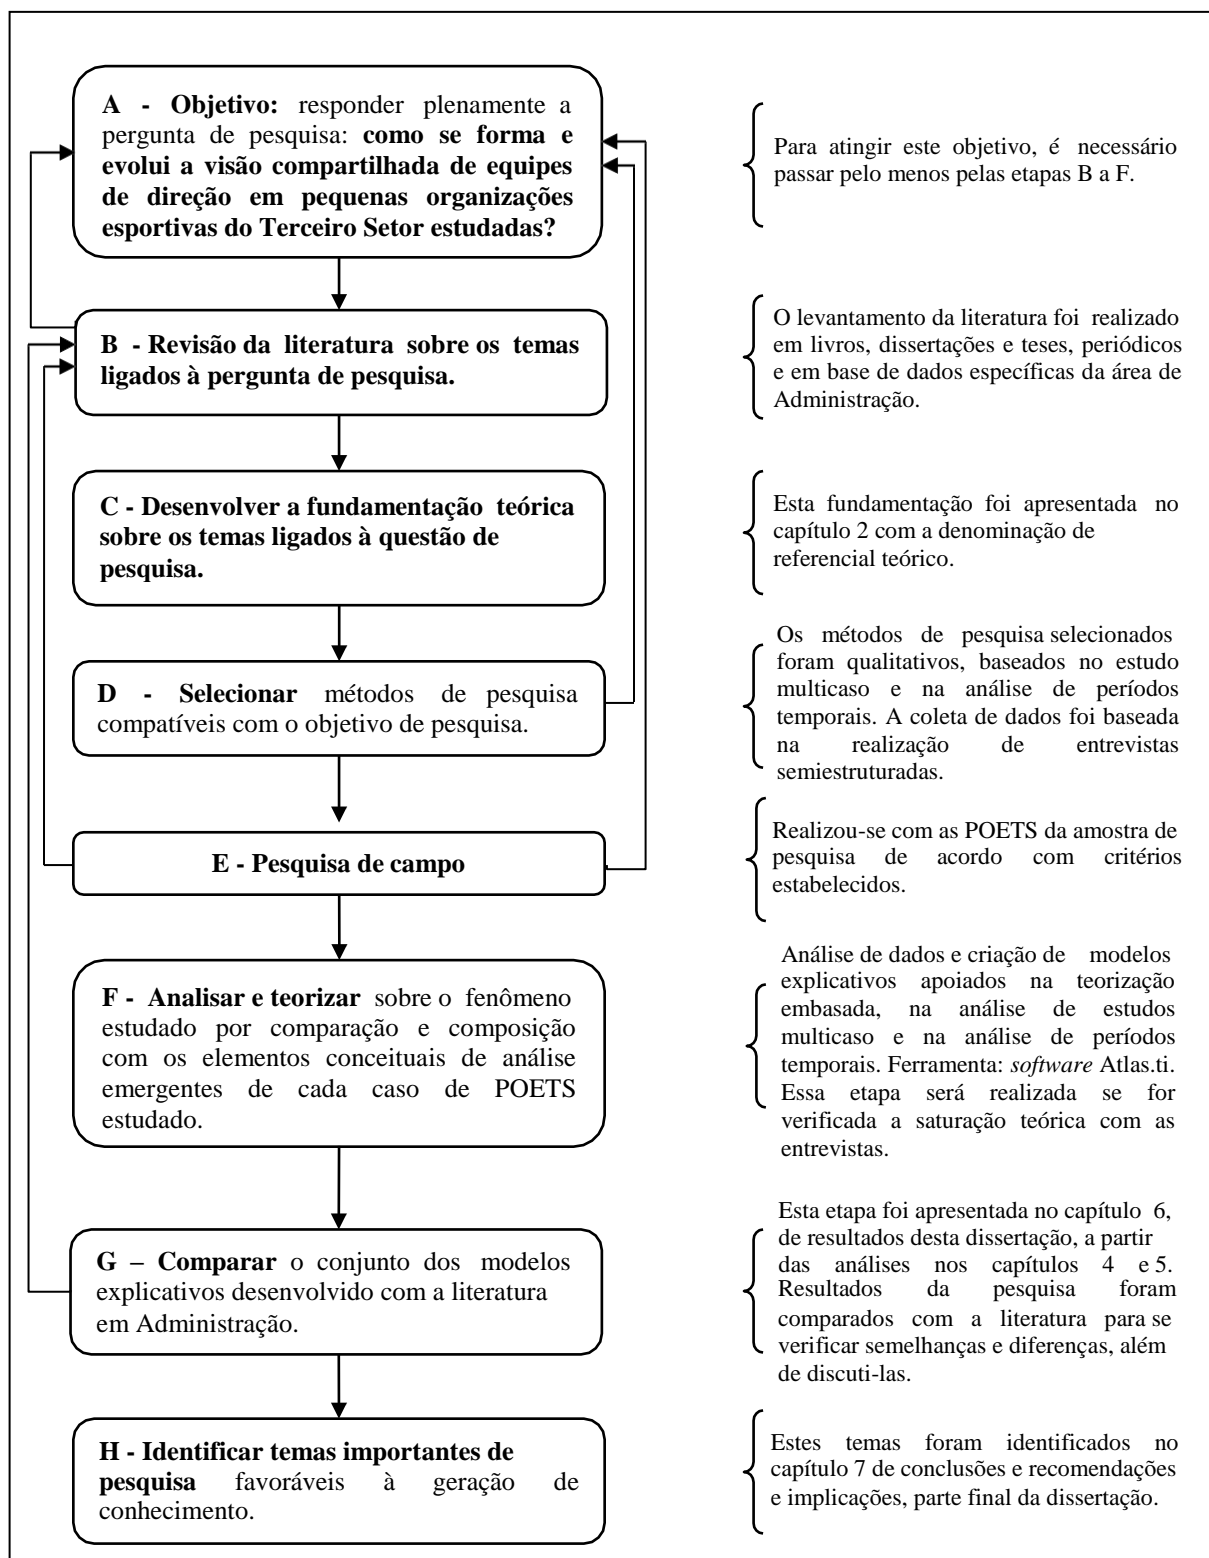 A - Objetivo: responder plenamente a
pergunta de pesquisa: como se forma e
evolui a visão compartilhada de equipes
de direção em pequenas organizações
esportivas do Terceiro Setor estudadas?
Para atingir este objetivo, é necessário
passar pelo menos pelas etapas B a F.
B - Revisão da literatura sobre os temas
ligados à pergunta de pesquisa.
O levantamento da literatura foi realizado
em livros, dissertações e teses, periódicos
e em base de dados específicas da área de
Administração.
C - Desenvolver a fundamentação teórica
sobre os temas ligados à questão de
pesquisa.
Esta fundamentação foi apresentada no
capítulo 2 com a denominação de
referencial teórico.
D - Selecionar métodos de pesquisa
compatíveis com o objetivo de pesquisa.
Os métodos de pesquisa selecionados
foram qualitativos, baseados no estudo
multicaso e na análise de períodos
temporais. A coleta de dados foi baseada
na realização de entrevistas
semiestruturadas.
E - Pesquisa de campo
Realizou-se com as POETS da amostra de
pesquisa de acordo com critérios
estabelecidos.
F - Analisar e teorizar sobre o fenômeno
estudado por comparação e composição
com os elementos conceituais de análise
emergentes de cada caso de POETS
estudado.
Análise de dados e criação de modelos
explicativos apoiados na teorização
embasada, na análise de estudos
multicaso e na análise de períodos
temporais. Ferramenta: software Atlas.ti.
Essa etapa será realizada se for
verificada a saturação teórica com as
entrevistas.
G – Comparar o conjunto dos modelos
explicativos desenvolvido com a literatura
em Administração.
Esta etapa foi apresentada no capítulo 6,
de resultados desta dissertação, a partir
das análises nos capítulos 4 e 5.
Resultados da pesquisa foram
comparados com a literatura para se
verificar semelhanças e diferenças, além
de discuti-las.
H - Identificar temas importantes de
pesquisa favoráveis à geração de
conhecimento.
Estes temas foram identificados no
capítulo 7 de conclusões e recomendações
e implicações, parte final da dissertação.